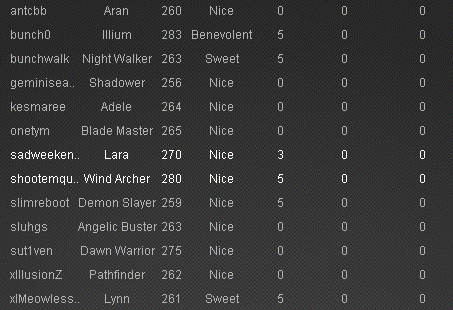 antcbb Aran 260 Nice 0 0 0
bunch0 Illium 283 Benevolent 5 0 0
bunchwalk Night Walker 263 Sweet 5 0 0
geminisea.. Shadower 256 Nice 0 0 0
kesmaree Adele 264 Nice 0 0 0
onetym Blade Master 265 Nice 0 0 0
sadweeken.. Lara 270 Nice 3 0 0
shootemqu.. Wind Archer 280 Nice 5 0 0
slimreboot Demon Slayer 259 Nice 5 0 0
sluhgs Angelic Buster 263 Nice 0 0 0
sut1ven Dawn Warrior 275 Nice 0 0 0
xIllusionZ Pathfinder 262 Nice 0 0 0
xlMeowless.. Lynn 261 Sweet 5 0 0